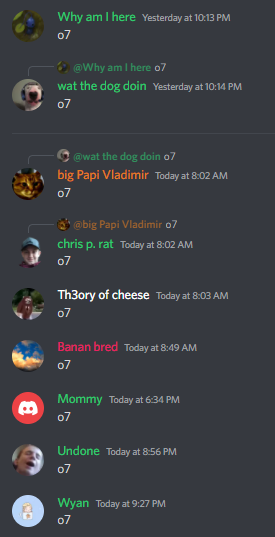 Why am I here Yesterday at 10:13 PM
o7
@Why am I here o7
wat the dog doin Yesterday at 10:14 PM
o7
@wat the dog doin o7
big Papi Vladimir Today at 8:02 AM
o7
@big Papi Vladimir o7
chris p. rat Today at 8:02 AM
o7
Th3ory of cheese Today at 8:03 AM
o7
Banan bred Today at 8:49 AM
o7
Mommy Today at 6:34 PM
o7
Undone Today at 8:56 PM
o7
Wyan Today at 9:27 PM
o7